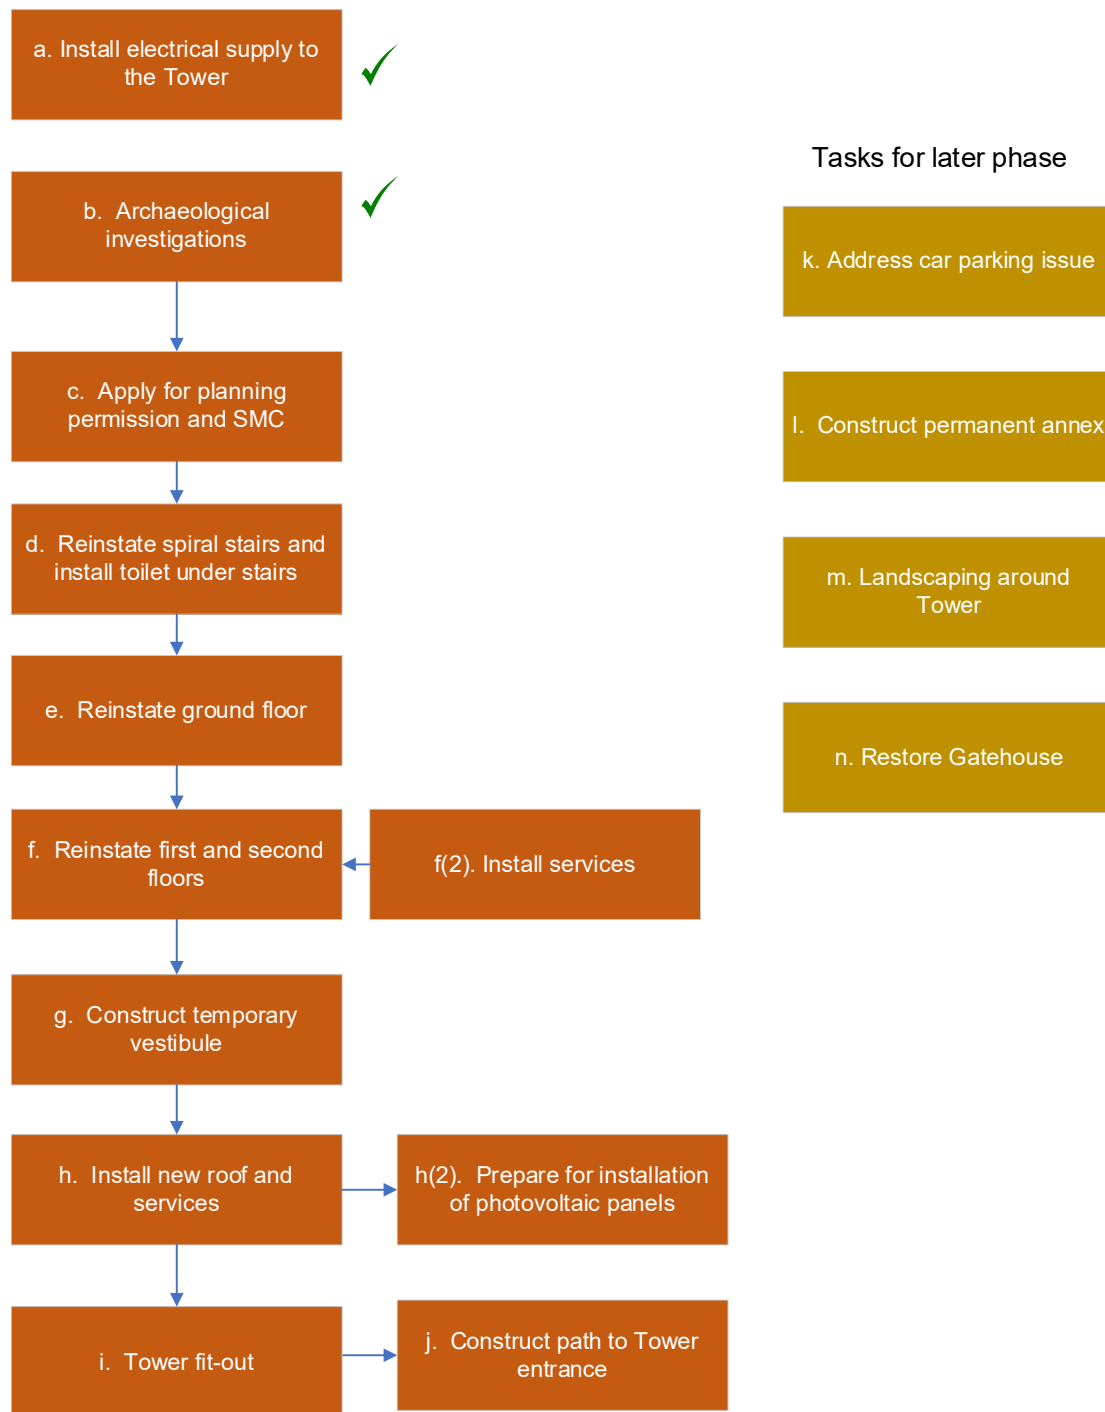 a. Install electrical supply to
the Tower
b. Archaeological
investigations
c. Apply for planning
permission and SMC
d. Reinstate spiral stairs and
install toilet under stairs
e. Reinstate ground floor
f. Reinstate first and second
floors
f(2). Install services
g. Construct temporary
vestibule
h. Install new roof and
services
h(2). Prepare for installation
of photovoltaic panels
i. Tower fit-out
j. Construct path to Tower
entrance
Tasks for later phase
k. Address car parking issue
l. Construct permanent annex
m. Landscaping around
Tower
n. Restore Gatehouse